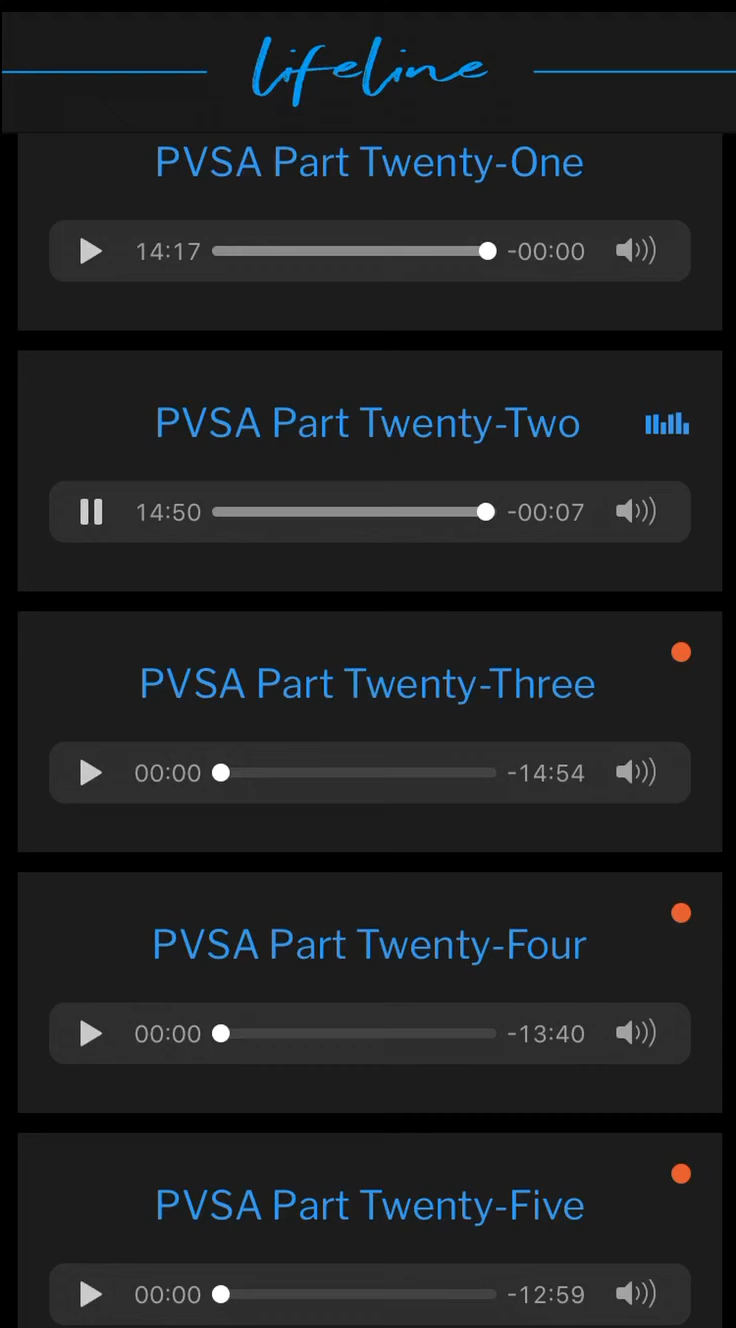 lifeline
PVSA Part Twenty-One
14:17 -00:00
PVSA Part Twenty-Two
14:50 -00:07
PVSA Part Twenty-Three
00:00 -14:54
PVSA Part Twenty-Four
00:00 -13:40
PVSA Part Twenty-Five
00:00 -12:59